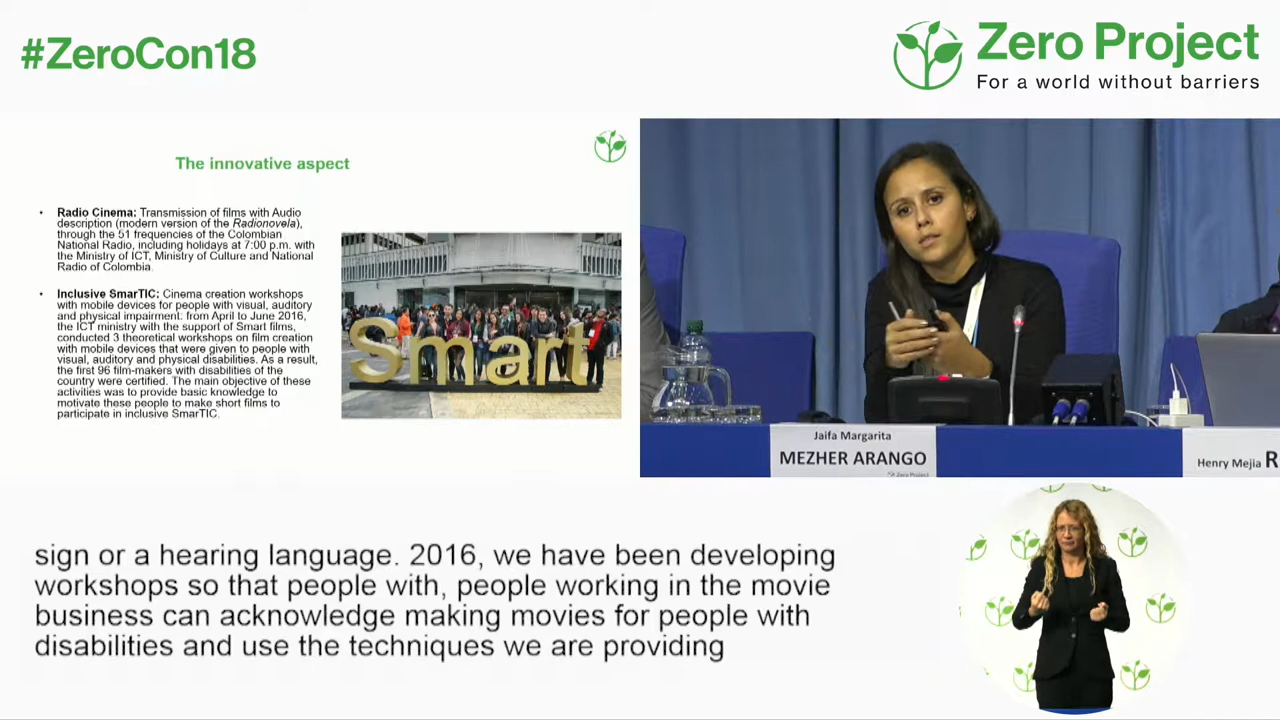 #ZeroCon18
Zero Project
For a world without barriers
The innovative aspect
• Radio Cinema: Transmission of films with Audio
description (modern version of the Radionovela),
through the 51 frequencies of the Colombian
National Radio, including holidays at 7:00 p.m. with
the Ministry of ICT, Ministry of Culture and National
Radio of Colombia.
• Inclusive SmarTIC: Cinema creation workshops
with mobile devices for people with visual, auditory
and physical impairment: from April to June 2016,
the ICT ministry with the support of Smart films,
conducted 3 theoretical workshops on film creation
with mobile devices that were given to people with
visual, auditory and physical disabilities. As a result,
the first 96 film-makers with disabilities of the
country were certified. The main objective of these
activities was to provide basic knowledge to
motivate these people to make short films to
participate in inclusive SmarTIC.
Smart
Jaifa Margarita
MEZHER ARANGO
Zero Project
Henry Mejia R
sign or a hearing language. 2016, we have been developing
workshops so that people with, people working in the movie
business can acknowledge making movies for people with
disabilities and use the techniques we are providing